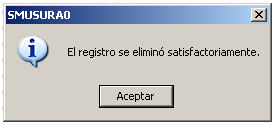 SMUSURA0
El registro se eliminó satisfactoriamente.
Aceptar